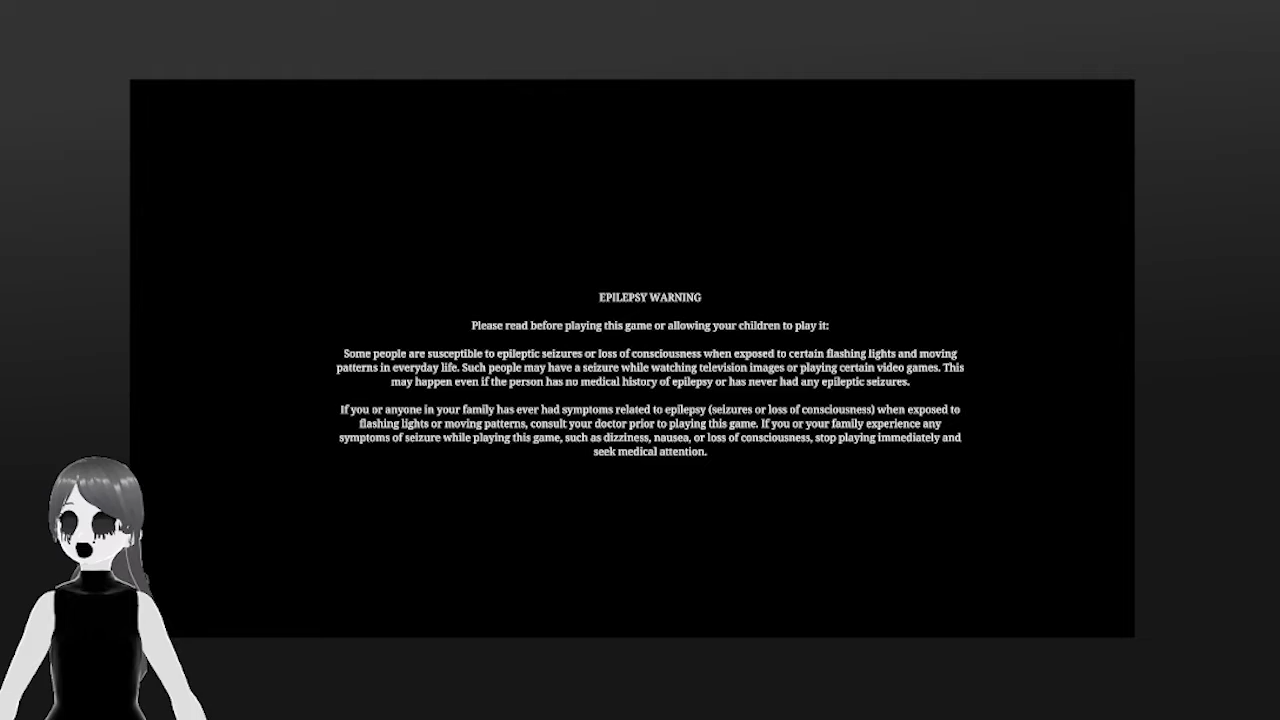 EPILEPSY WARNING
Please read before playing this game or allowing your children to play it:
Some people are susceptible to epileptic seizures or loss of consciousness when exposed to certain flashing lights and moving
patterns in everyday life. Such people may have a seizure while watching television images or playing certain video games. This
may happen even if the person has no medical history of epilepsy or has never had any epileptic seizures.
If you or anyone in your family has ever had symptoms related to epilepsy (seizures or loss of consciousness) when exposed to
flashing lights or moving patterns, consult your doctor prior to playing this game. If you or your family experience any
symptoms of seizure while playing this game, such as dizziness, nausea, or loss of consciousness, stop playing immediately and
seek medical attention.